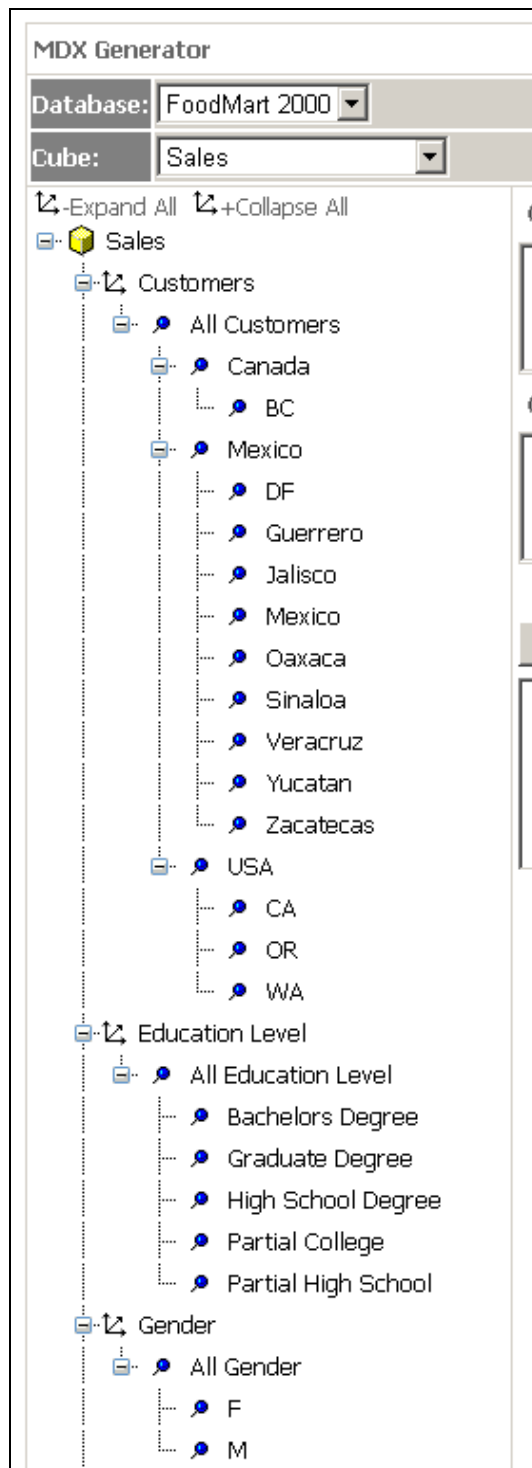 MDX Generator
Database: FoodMart 2000
Cube: Sales
-Expand All +Collapse All
Sales
Customers
All Customers
Canada
BC
Mexico
DF
Guerrero
Jalisco
Mexico
Oaxaca
Sinaloa
Veracruz
Yucatan
Zacatecas
USA
CA
OR
WA
Education Level
All Education Level
Bachelors Degree
Graduate Degree
High School Degree
Partial College
Partial High School
Gender
All Gender
F
M